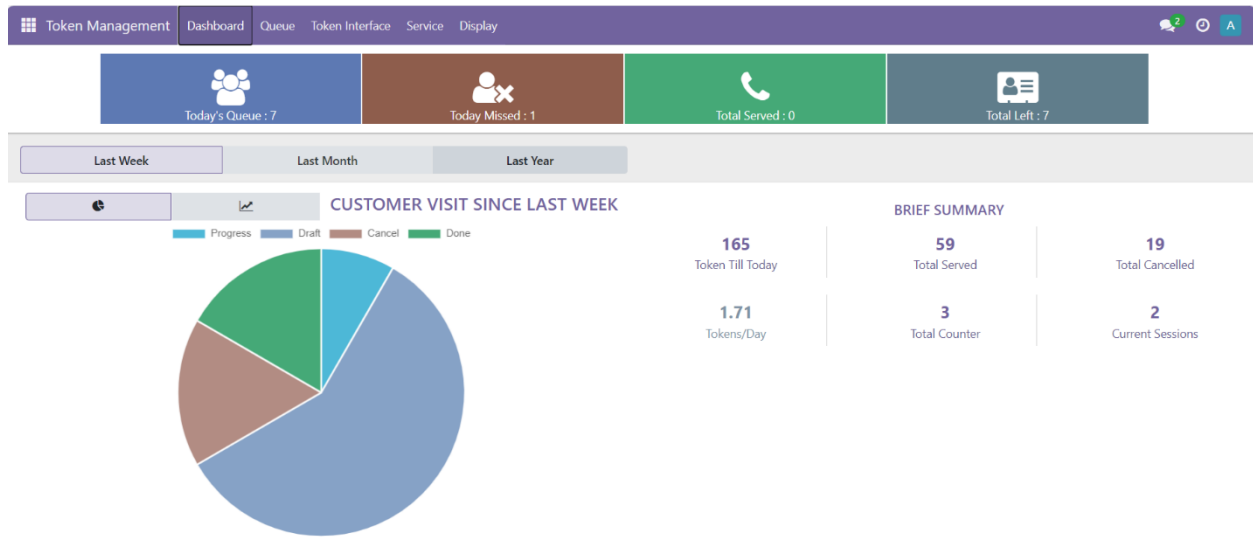 Token Management Dashboard Queue Token Interface Service Display 2 A
Today's Queue : 7 Today Missed : 1 Total Served : 0 Total Left : 7
Last Week Last Month Last Year
CUSTOMER VISIT SINCE LAST WEEK
Progress Draft Cancel Done
BRIEF SUMMARY
165 59 19
Token Till Today Total Served Total Cancelled
1.71 3 2
Tokens/Day Total Counter Current Sessions